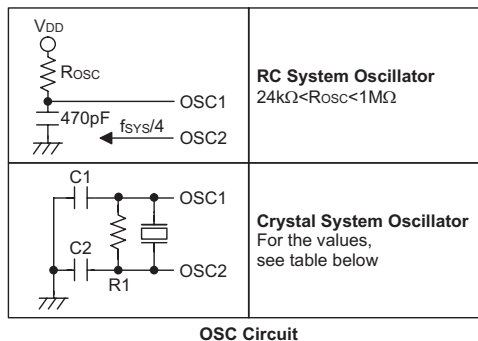 VDD
ROSC
OSC1
470pF
fSYS/4
OSC2
RC System Oscillator
24kΩ<ROSC<1MΩ
C1
OSC1
C2
R1
OSC2
Crystal System Oscillator
For the values,
see table below
OSC Circuit